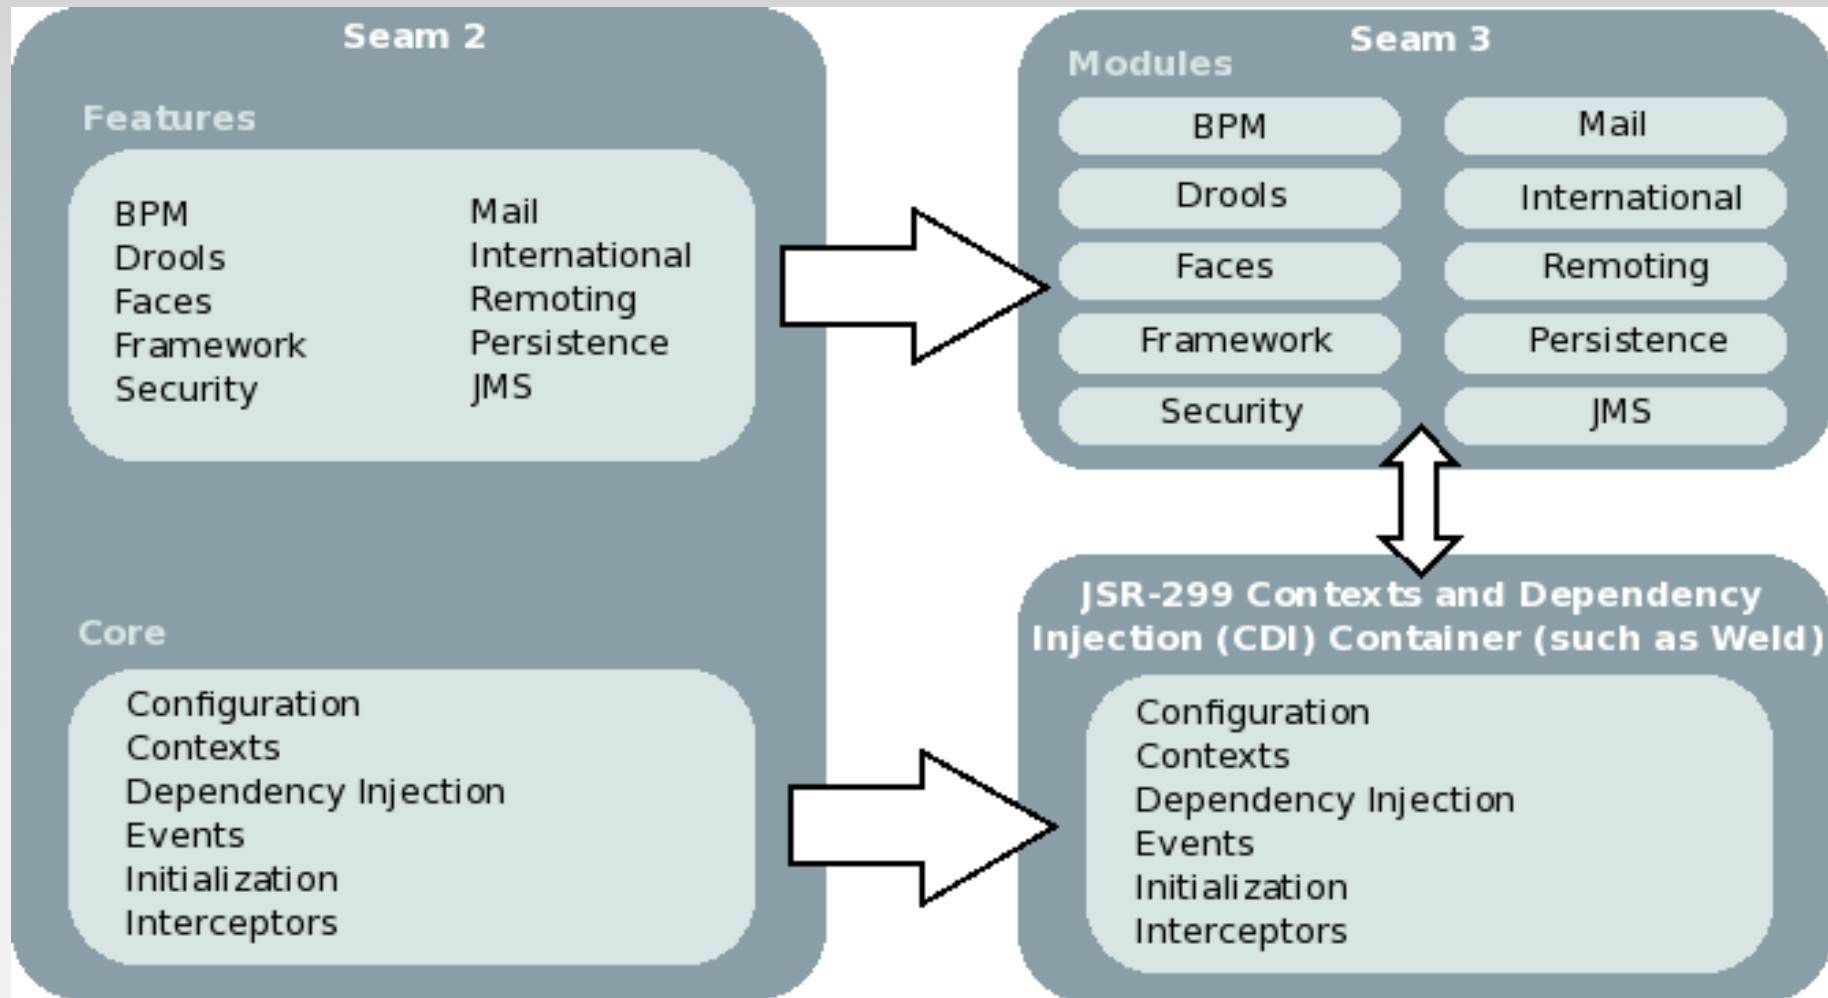 Seam 2
Features
BPM
Drools
Faces
Framework
Security
Mail
International
Remoting
Persistence
JMS
Core
Configuration
Contexts
Dependency Injection
Events
Initialization
Interceptors
Seam 3
Modules
BPM
Drools
Faces
Framework
Security
Mail
International
Remoting
Persistence
JMS
JSR-299 Contexts and Dependency
Injection (CDI) Container (such as Weld)
Configuration
Contexts
Dependency Injection
Events
Initialization
Interceptors